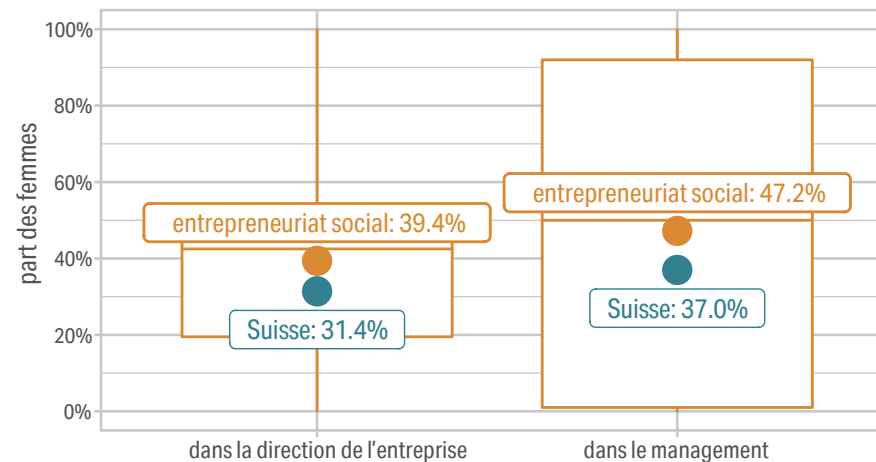 part des femmes
100%
80%
60%
40%
20%
0%
entrepreneuriat social: 39.4%
Suisse: 31.4%
entrepreneuriat social: 47.2%
Suisse: 37.0%
dans la direction de l’entreprise
dans le management